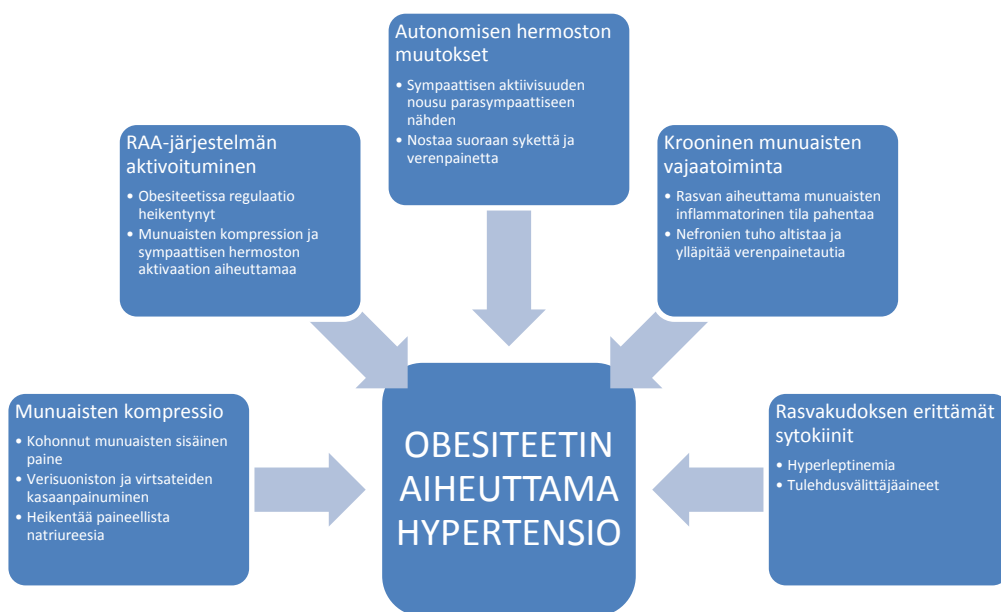 Autonomisen hermoston
muutokset
• Sympaattisen aktiivisuuden
nousu parasympaattiseen
nähden
• Nostaa suoraan sykettä ja
verenpainetta
RAA-järjestelmän
aktivoituminen
• Obesiteetissa regulaatio
heikentynyt
• Munuaisten kompression ja
sympaattisen hermoston
aktivaation aiheuttamaa
Krooninen munuaisten
vajaatoiminta
• Rasvan aiheuttama munuaisten
inflammatorinen tila pahentaa
• Nefronien tuho altistaa ja
ylläpitää verenpainetautia
Munuaisten kompressio
• Kohonnut munuaisten sisäinen
paine
• Verisuoniston ja virtsateiden
kasaanpainuminen
• Heikentää paineellista
natriureesia
OBESITEETIN
AIHEUTTAMA
HYPERTENSIO
Rasvakudoksen erittämät
sytokiinit
• Hyperleptinemia
• Tulehdusvälittäjäaineet